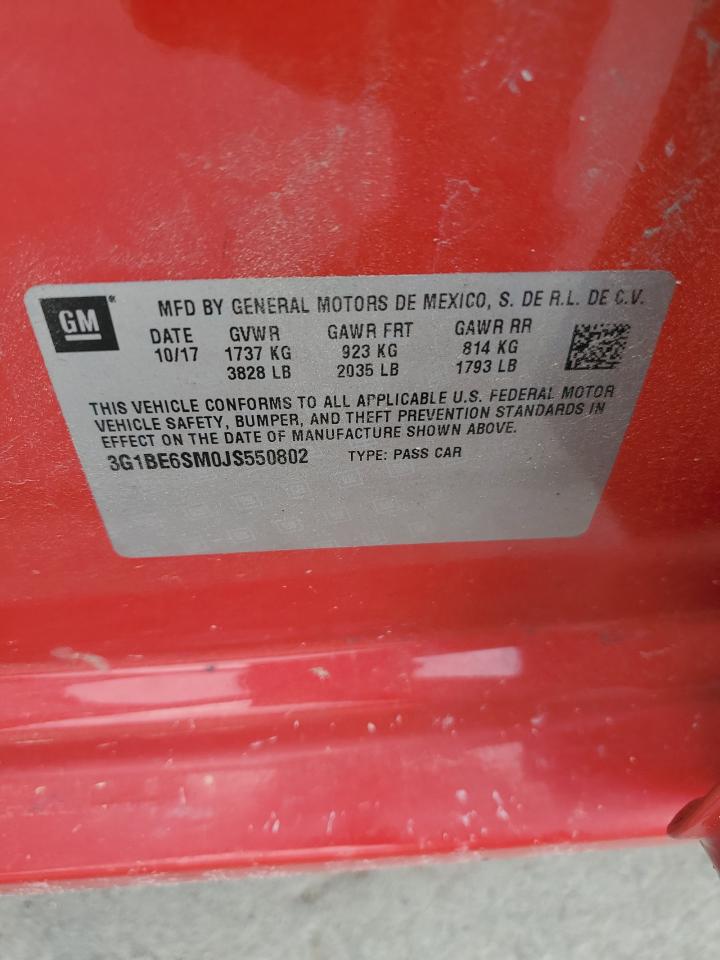 GM MFD BY GENERAL MOTORS DE MEXICO, S. DE R.L. DE C.V.
DATE GVWR GAWR FRT GAWR RR
10/17 1737 KG 923 KG 814 KG
3828 LB 2035 LB 1793 LB
THIS VEHICLE CONFORMS TO ALL APPLICABLE U.S. FEDERAL MOTOR
VEHICLE SAFETY, BUMPER, AND THEFT PREVENTION STANDARDS IN
EFFECT ON THE DATE OF MANUFACTURE SHOWN ABOVE.
3G1BE6SM0JS550802 TYPE: PASS CAR